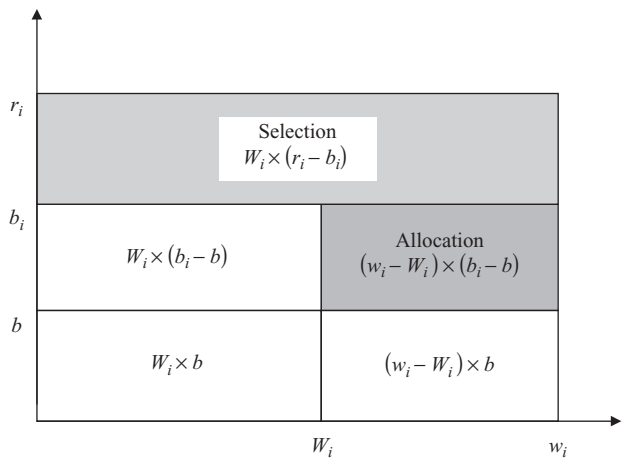 r_i
Selection
W_i × (r_i – b_i)
b_i
W_i × (b_i – b)
Allocation
(w_i – W_i) × (b_i – b)
b
W_i × b
(w_i – W_i) × b
W_i
w_i